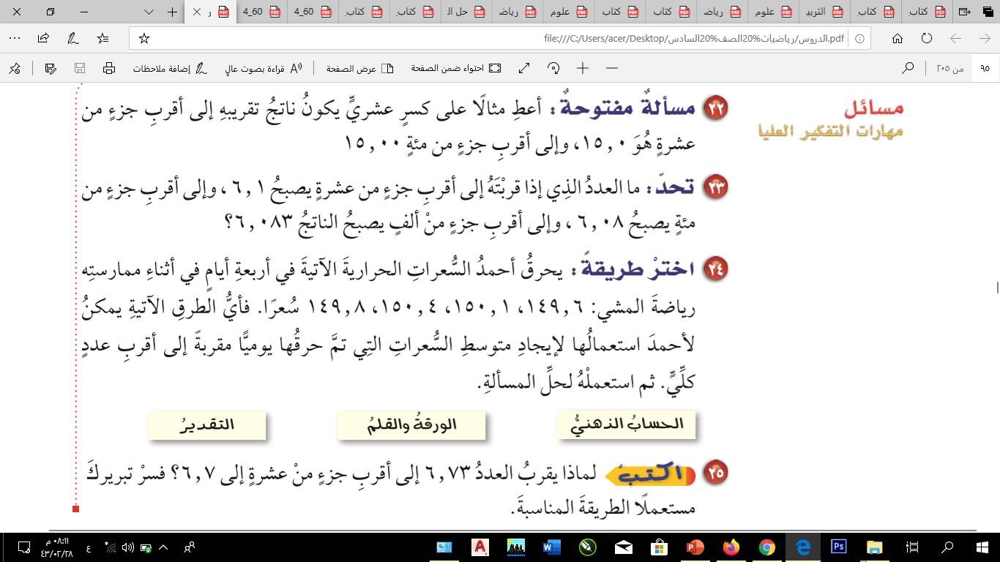 كتاب.
كتاب.
كتاب.
التربي
علوم
رياض
كتاب
كتاب
علوم
رياض
حل ال
كتاب.
كتاب.
4_60
4_60
ر
file:///C:/Users/acer/Desktop/الدروس/رياضيات%20الصف%20السادس.pdf
٩٥ من ٢٠٥
احتواء ضمن الصفحة
عرض الصفحة
قراءة بصوت عالٍ
إضافة ملاحظات
مسائل
مهارات التفكير العليا
٢٢ مسألةٌ مفتوحةٌ : أعطِ مثالًا على كسرٍ عشريٍّ يكونُ ناتجُ تقريبهِ إلى أقربِ جزءٍ من
عشرةٍ هُوَ ١٥,٠، وإلى أقربِ جزءٍ من مئةٍ ١٥,٠٠
٢٣ تحدّ: ما العددُ الذِي إذا قربْتَهُ إلى أقربِ جزءٍ من عشرةٍ يصبحُ ٦,١ ، وإلى أقربِ جزءٍ من
مئةٍ يصبحُ ٦,٠٨ ، وإلى أقربِ جزءٍ منْ ألفٍ يصبحُ الناتجُ ٦,٠٨٣؟
٢٤ اخترْ طريقةً : يحرقُ أحمدُ السُّعراتِ الحراريةَ الآتيةَ في أربعةِ أيامٍ في أثناءِ ممارستِه
رياضةَ المشيِ: ١٤٩,٦، ١٥٠,١، ١٥٠,٤، ١٤٩,٨ سُعرًا. فأيُّ الطرقِ الآتيةِ يمكنُ
لأحمدَ استعمالُها لإيجادِ متوسطِ السُّعراتِ التِي تمَّ حرقُها يوميًّا مقربةً إلى أقربِ عددٍ
كلِّيٍّ. ثم استعملْهُ لحلِّ المسألةِ.
الحسابُ الذهنيُّ
الورقةُ والقلمُ
التقديرُ
٢٥ اكتبْ لماذا يقربُ العددُ ٦,٧٣ إلى أقربِ جزءٍ منْ عشرةٍ إلى ٦,٧؟ فسرْ تبريركَ
مستعملًا الطريقةَ المناسبةَ.
ع
٠٨:١١ م
٤٣/٠٢/٢٨